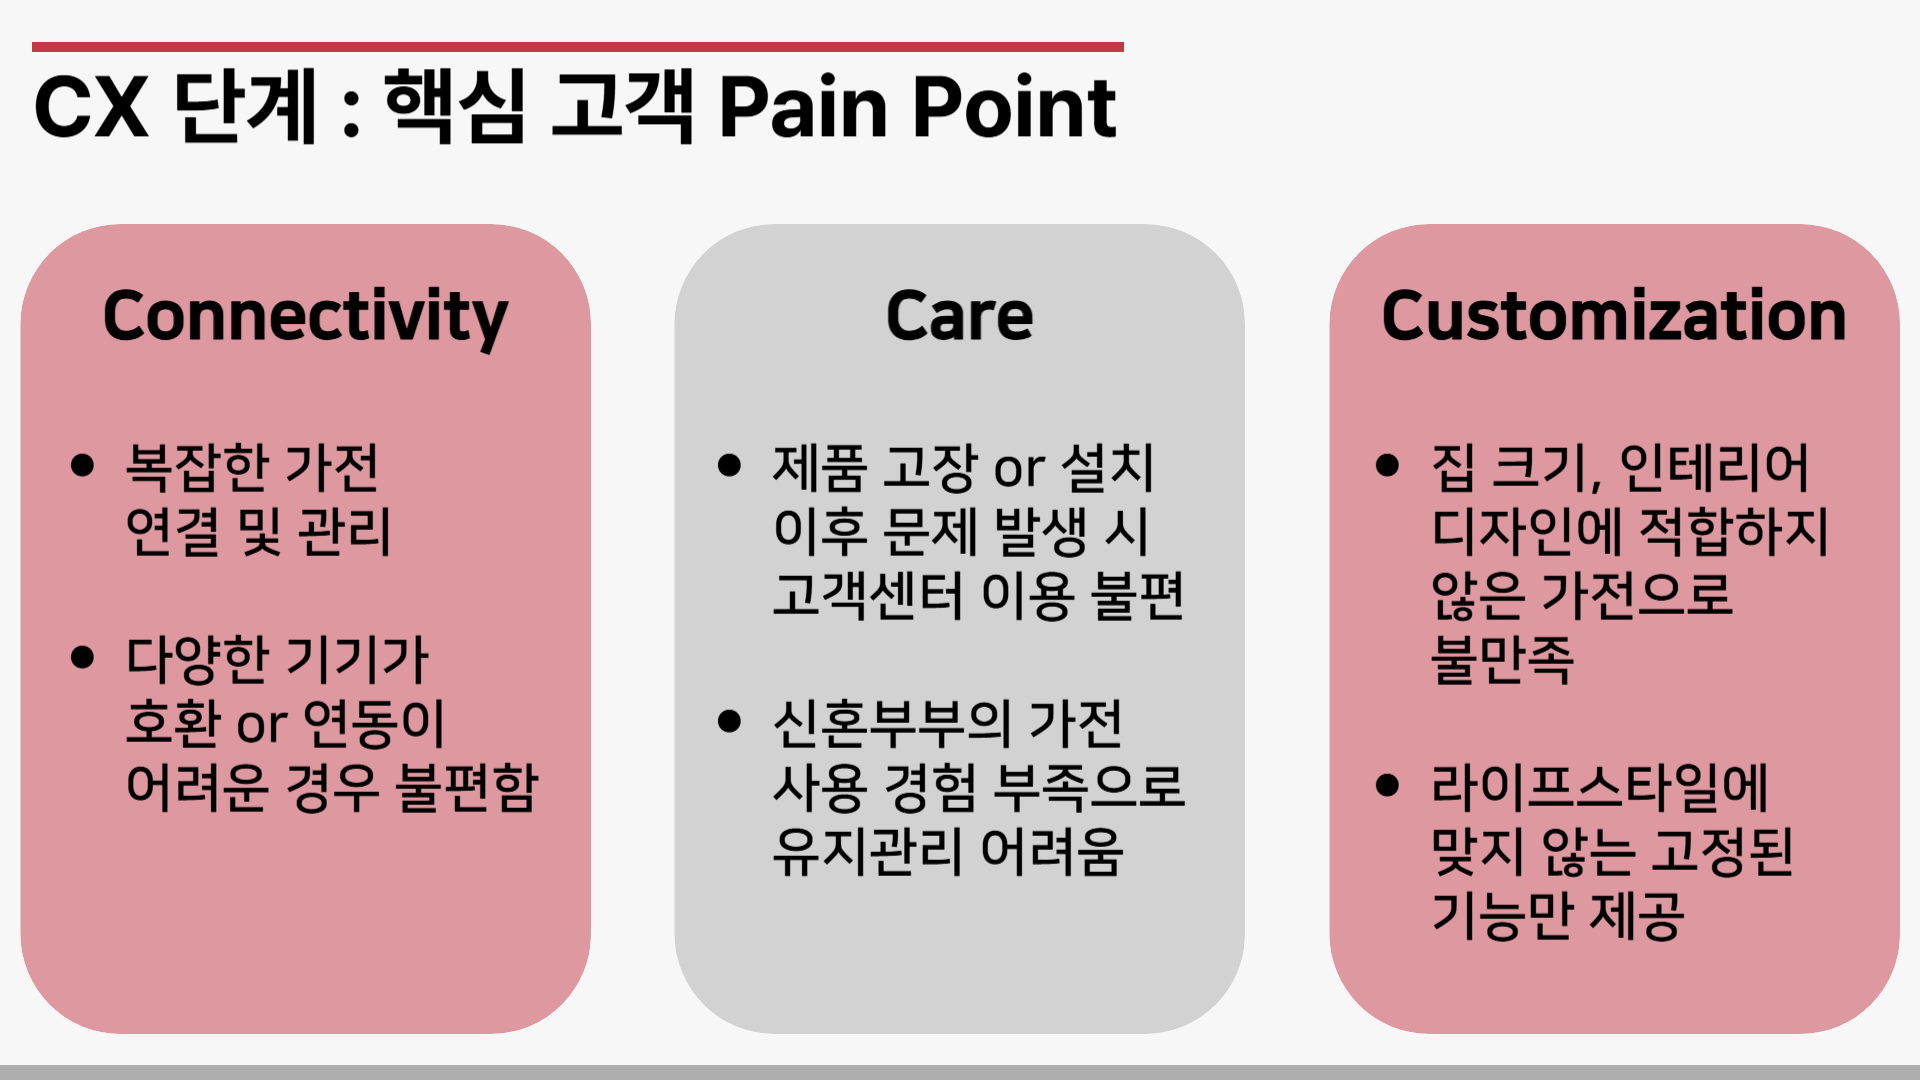 CX 단계 : 핵심 고객 Pain Point
Connectivity
• 복잡한 가전
연결 및 관리
• 다양한 기기가
호환 or 연동이
어려운 경우 불편함
Care
• 제품 고장 or 설치
이후 문제 발생 시
고객센터 이용 불편
• 신혼부부의 가전
사용 경험 부족으로
유지관리 어려움
Customization
• 집 크기, 인테리어
디자인에 적합하지
않은 가전으로
불만족
• 라이프스타일에
맞지 않는 고정된
기능만 제공